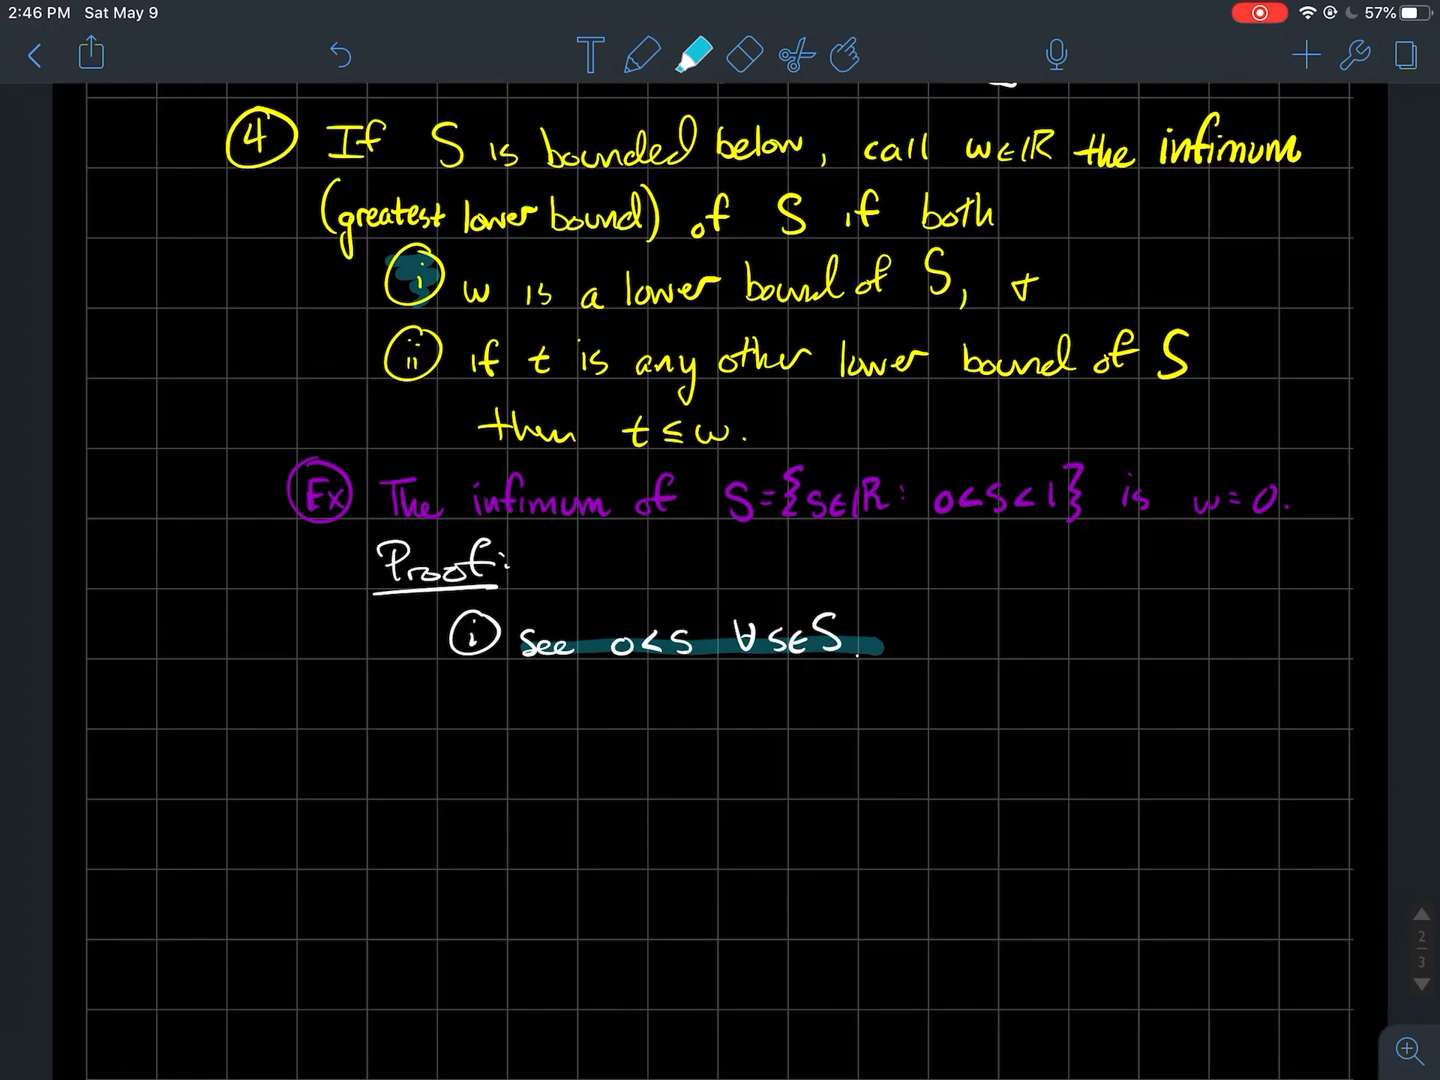 2:46 PM Sat May 9 57%
④ If S is bounded below, call w∈ℝ the infimum
(greatest lower bound) of S if both
ⓘ w is a lower bound of S, &
ⓘⓘ if t is any other lower bound of S
then t ≤ w.
Ex The infimum of S={s∈ℝ: 0<s<1} is w=0.
Proof:
ⓘ See 0<s ∀ s∈S.
2
3